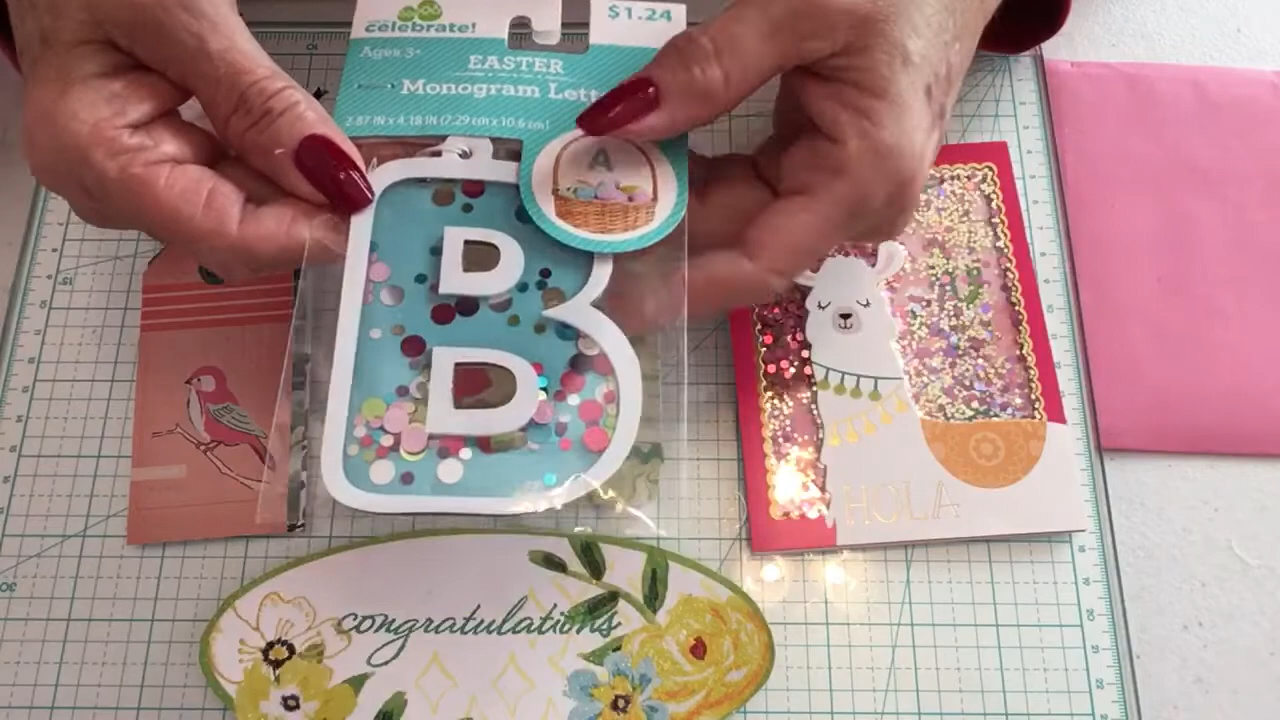 celebrate!
$1.24
Ages 3+
EASTER
Monogram
2.87 IN x 4.18 IN (7.29 cm x 10.6 cm)
A
B
HOLA
congratulations